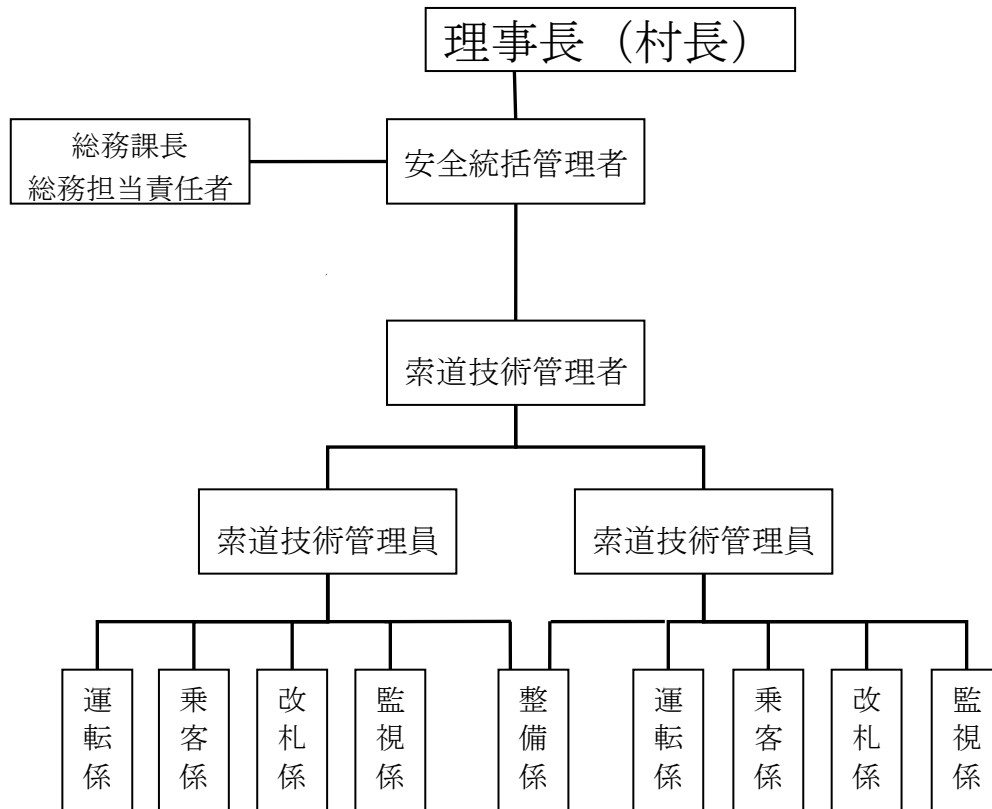 理事長（村長）
総務課長
総務担当責任者
安全統括管理者
索道技術管理者
索道技術管理員
索道技術管理員
運転係
乗客係
改札係
監視係
整備係
運転係
乗客係
改札係
監視係